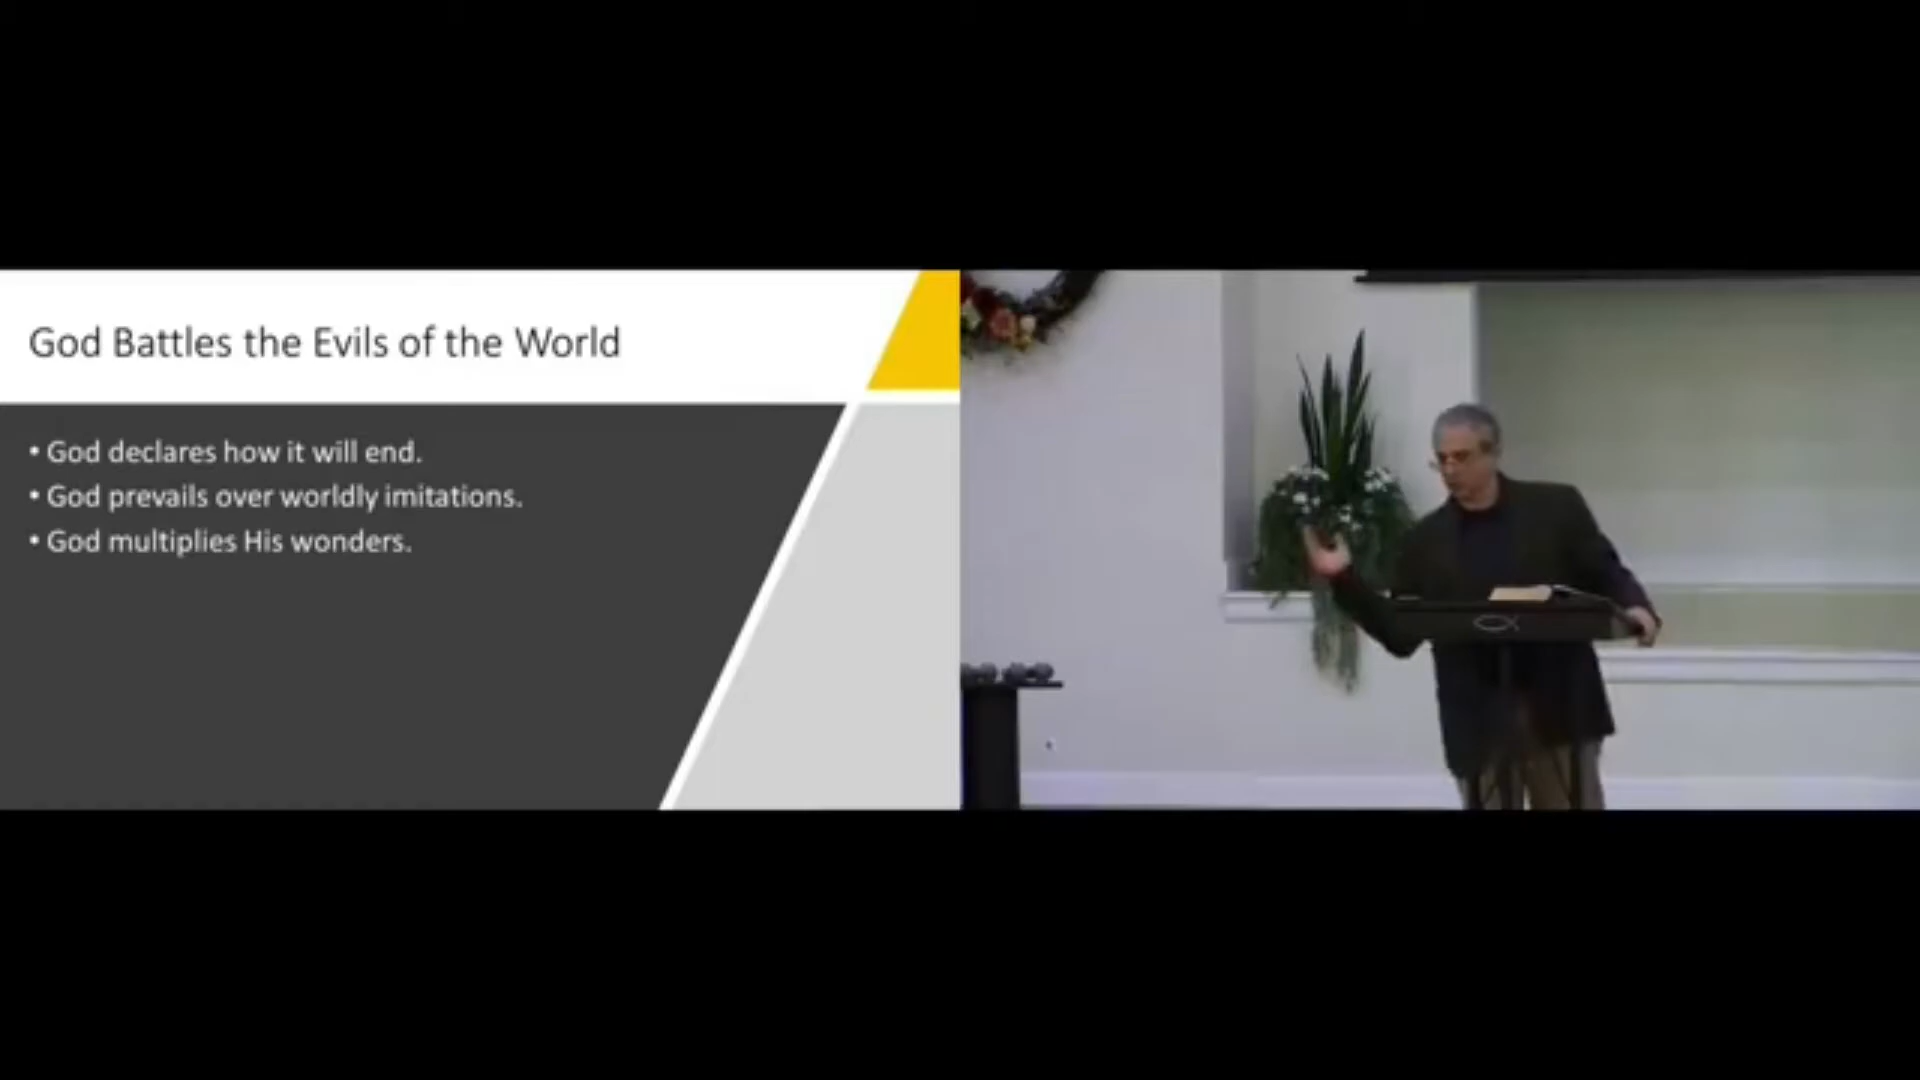 God Battles the Evils of the World
• God declares how it will end.
• God prevails over worldly imitations.
• God multiplies His wonders.